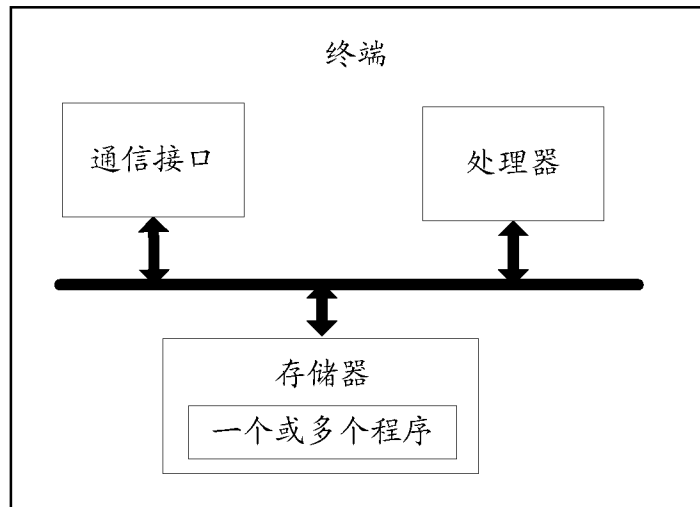 终端
通信接口
处理器
存储器
一个或多个程序